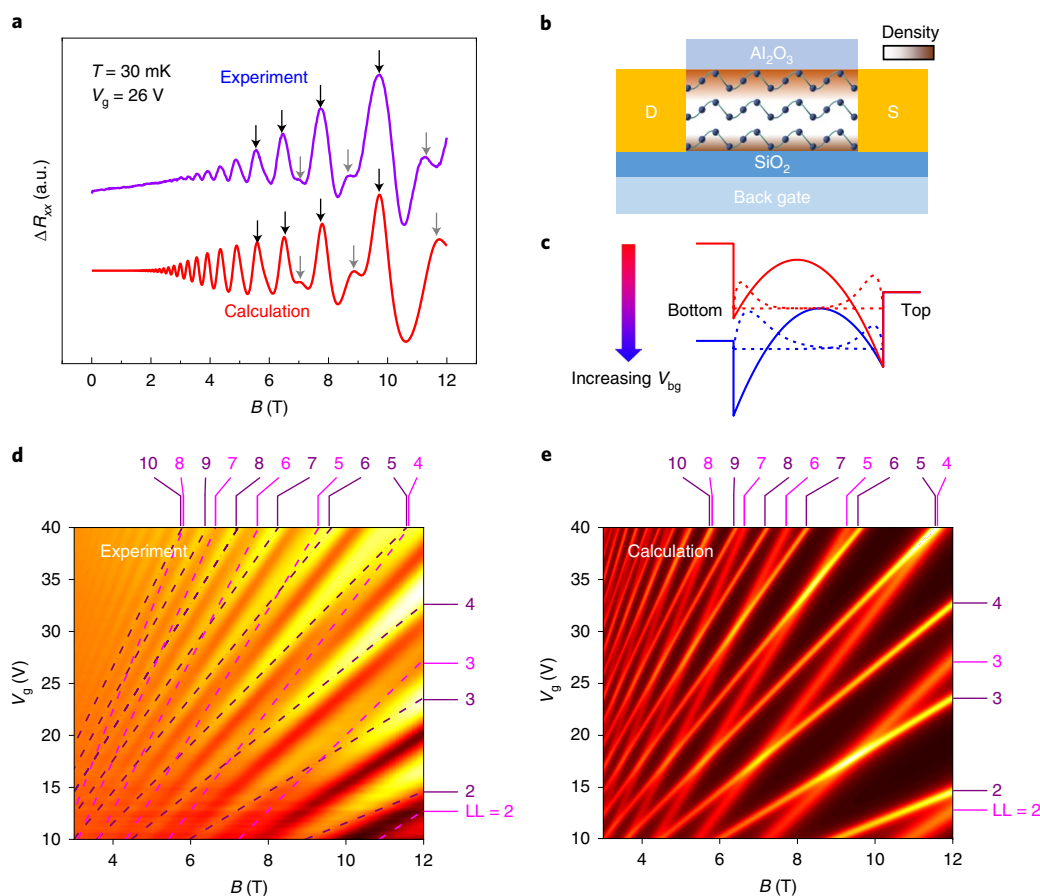 a
T = 30 mK
V_g = 26 V
Experiment
Calculation
Δ R_xx (a.u.)
0 2 4 6 8 10 12
B (T)
b
Density
Al₂O₃
D
S
SiO₂
Back gate
c
Bottom
Top
Increasing V_bg
d
10 8 9 7 8 6 7 5 6 5 4
Experiment
40
35
30
25
20
15
10
V_g (V)
4
3
3
2
LL = 2
4 6 8 10 12
B (T)
e
10 8 9 7 8 6 7 5 6 5 4
Calculation
40
35
30
25
20
15
10
V_g (V)
4
3
3
2
LL = 2
4 6 8 10 12
B (T)